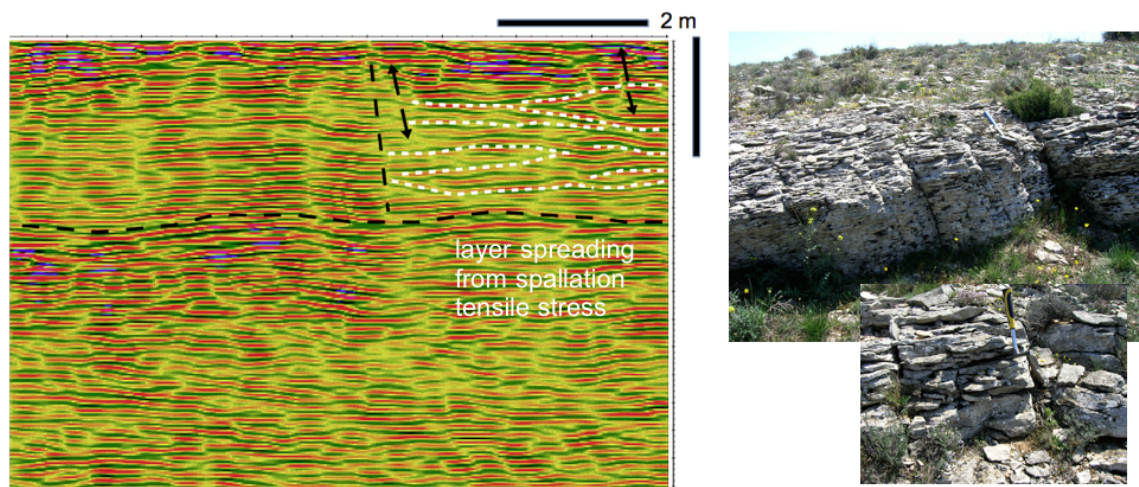 2 m
layer spreading
from spallation
tensile stress